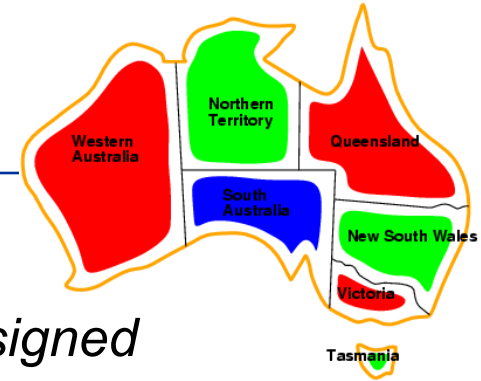 Northern
Territory
Western
Australia
Queensland
South
Australia
New South Wales
Victoria
signed
Tasmania